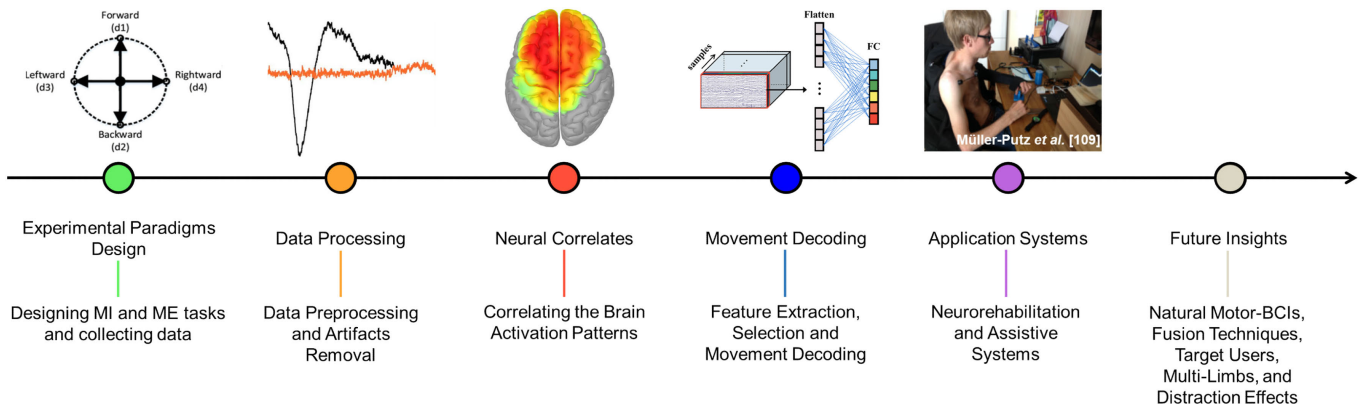 Forward
(d1)
Leftward
(d3)
Rightward
(d4)
Backward
(d2)
samples
Flatten
FC
Müller-Putz et al. [109]
Experimental Paradigms
Design
Designing MI and ME tasks
and collecting data
Data Processing
Data Preprocessing
and Artifacts
Removal
Neural Correlates
Correlating the Brain
Activation Patterns
Movement Decoding
Feature Extraction,
Selection and
Movement Decoding
Application Systems
Neurorehabilitation
and Assistive
Systems
Future Insights
Natural Motor-BCIs,
Fusion Techniques,
Target Users,
Multi-Limbs, and
Distraction Effects